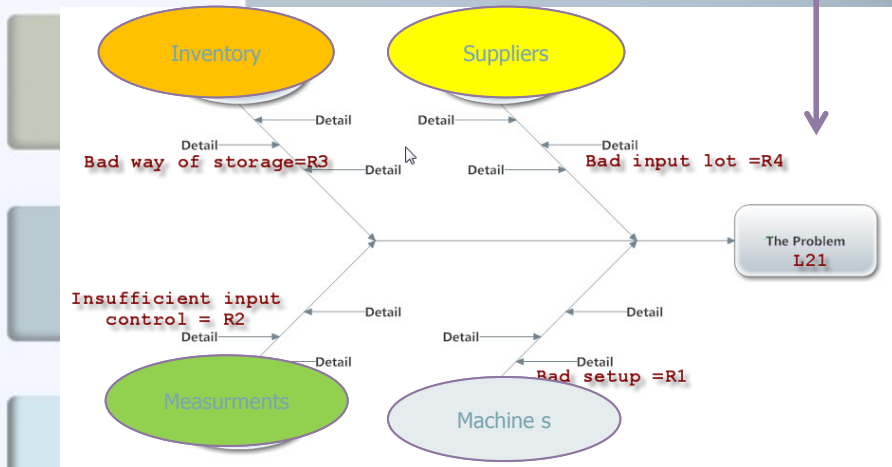 Inventory
Suppliers
Detail
Detail
Detail
Detail
Bad way of storage=R3
Bad input lot =R4
Detail
Detail
The Problem
L21
Insufficient input
control = R2
Detail
Detail
Detail
Detail
Detail
Detail
Bad setup =R1
Measurments
Machine s